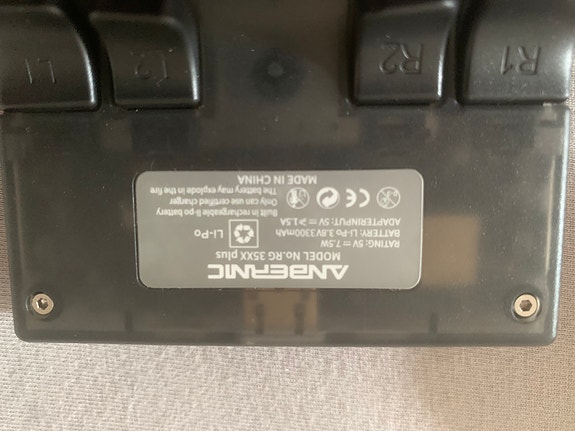 ANBERNIC
MODEL No.:RG 35XX plus
RATING: 5V = 7.5W
BATTERY: Li-Po 3.8V3300mAh
ADAPTERINPUT: 5V = ≥1.5A
Li-Po
Built in rechargeable po-li battery
Only can use certified charger
The battery may explode in the fire
MADE IN CHINA
CE
R1
R2
L2
L1